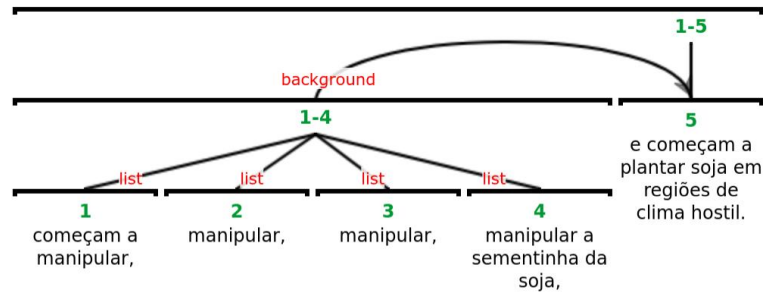 1-5
background
1-4
5
e começam a
plantar soja em
regiões de
clima hostil.
list
list
list
list
1
2
3
4
começam a
manipular,
manipular,
manipular,
manipular a
sementinha da
soja,